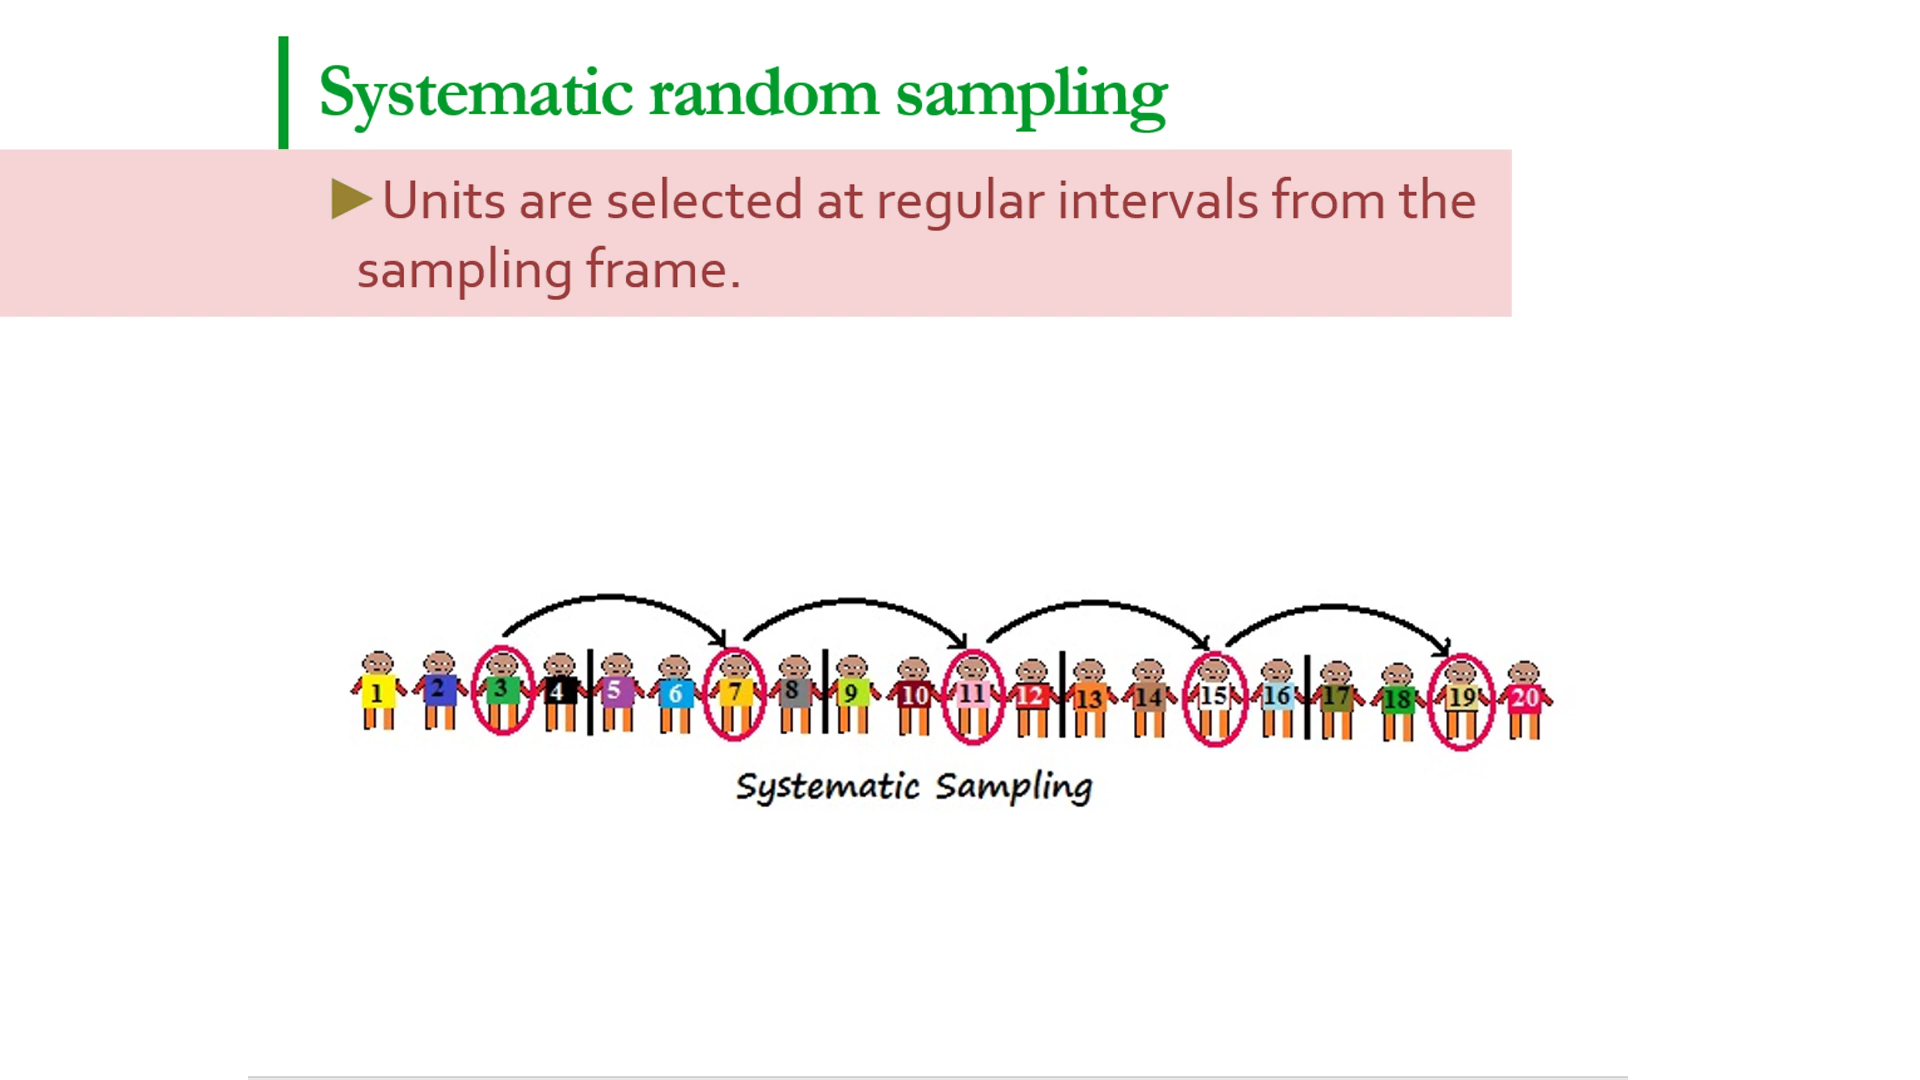 Systematic random sampling
►Units are selected at regular intervals from the
sampling frame.
1 2 3 4 5 6 7 8 9 10 11 12 13 14 15 16 17 18 19 20
Systematic Sampling